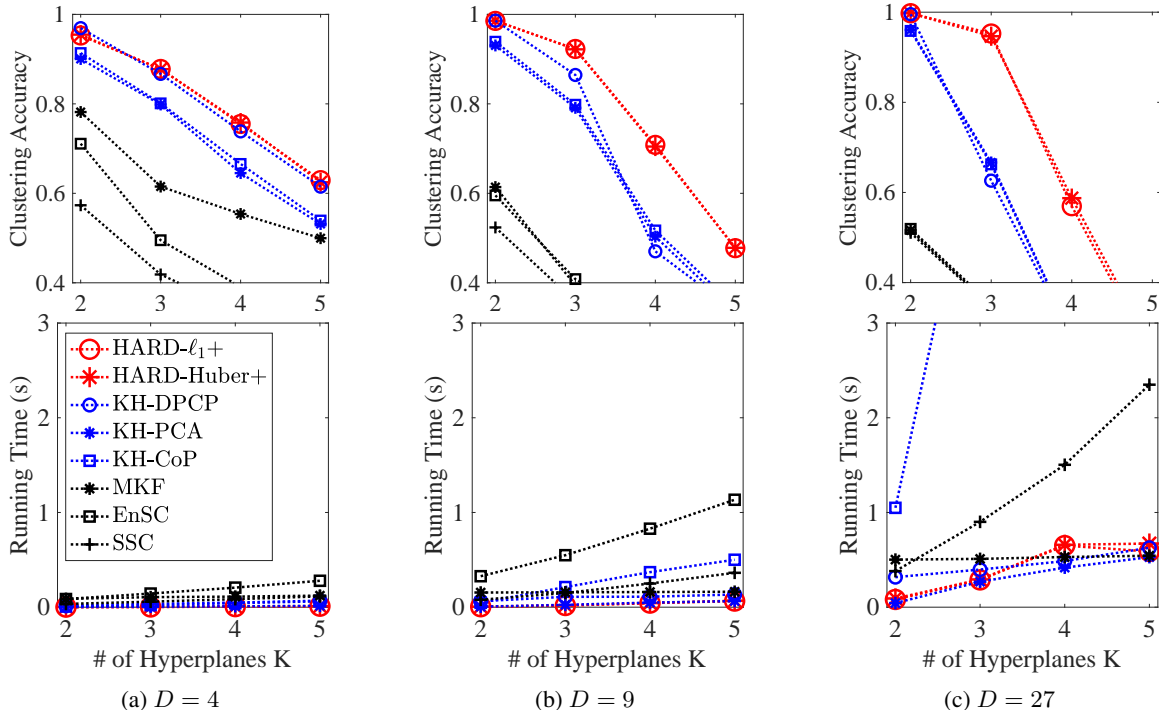 Clustering Accuracy
1
0.8
0.6
0.4
2 3 4 5
Clustering Accuracy
1
0.8
0.6
0.4
2 3 4 5
Clustering Accuracy
1
0.8
0.6
0.4
2 3 4 5
Running Time (s)
3
2
1
0
2 3 4 5
HARD-ℓ₁+
HARD-Huber+
KH-DPCP
KH-PCA
KH-CoP
MKF
EnSC
SSC
# of Hyperplanes K
Running Time (s)
3
2
1
0
2 3 4 5
# of Hyperplanes K
Running Time (s)
3
2
1
0
2 3 4 5
# of Hyperplanes K
(a) D = 4
(b) D = 9
(c) D = 27